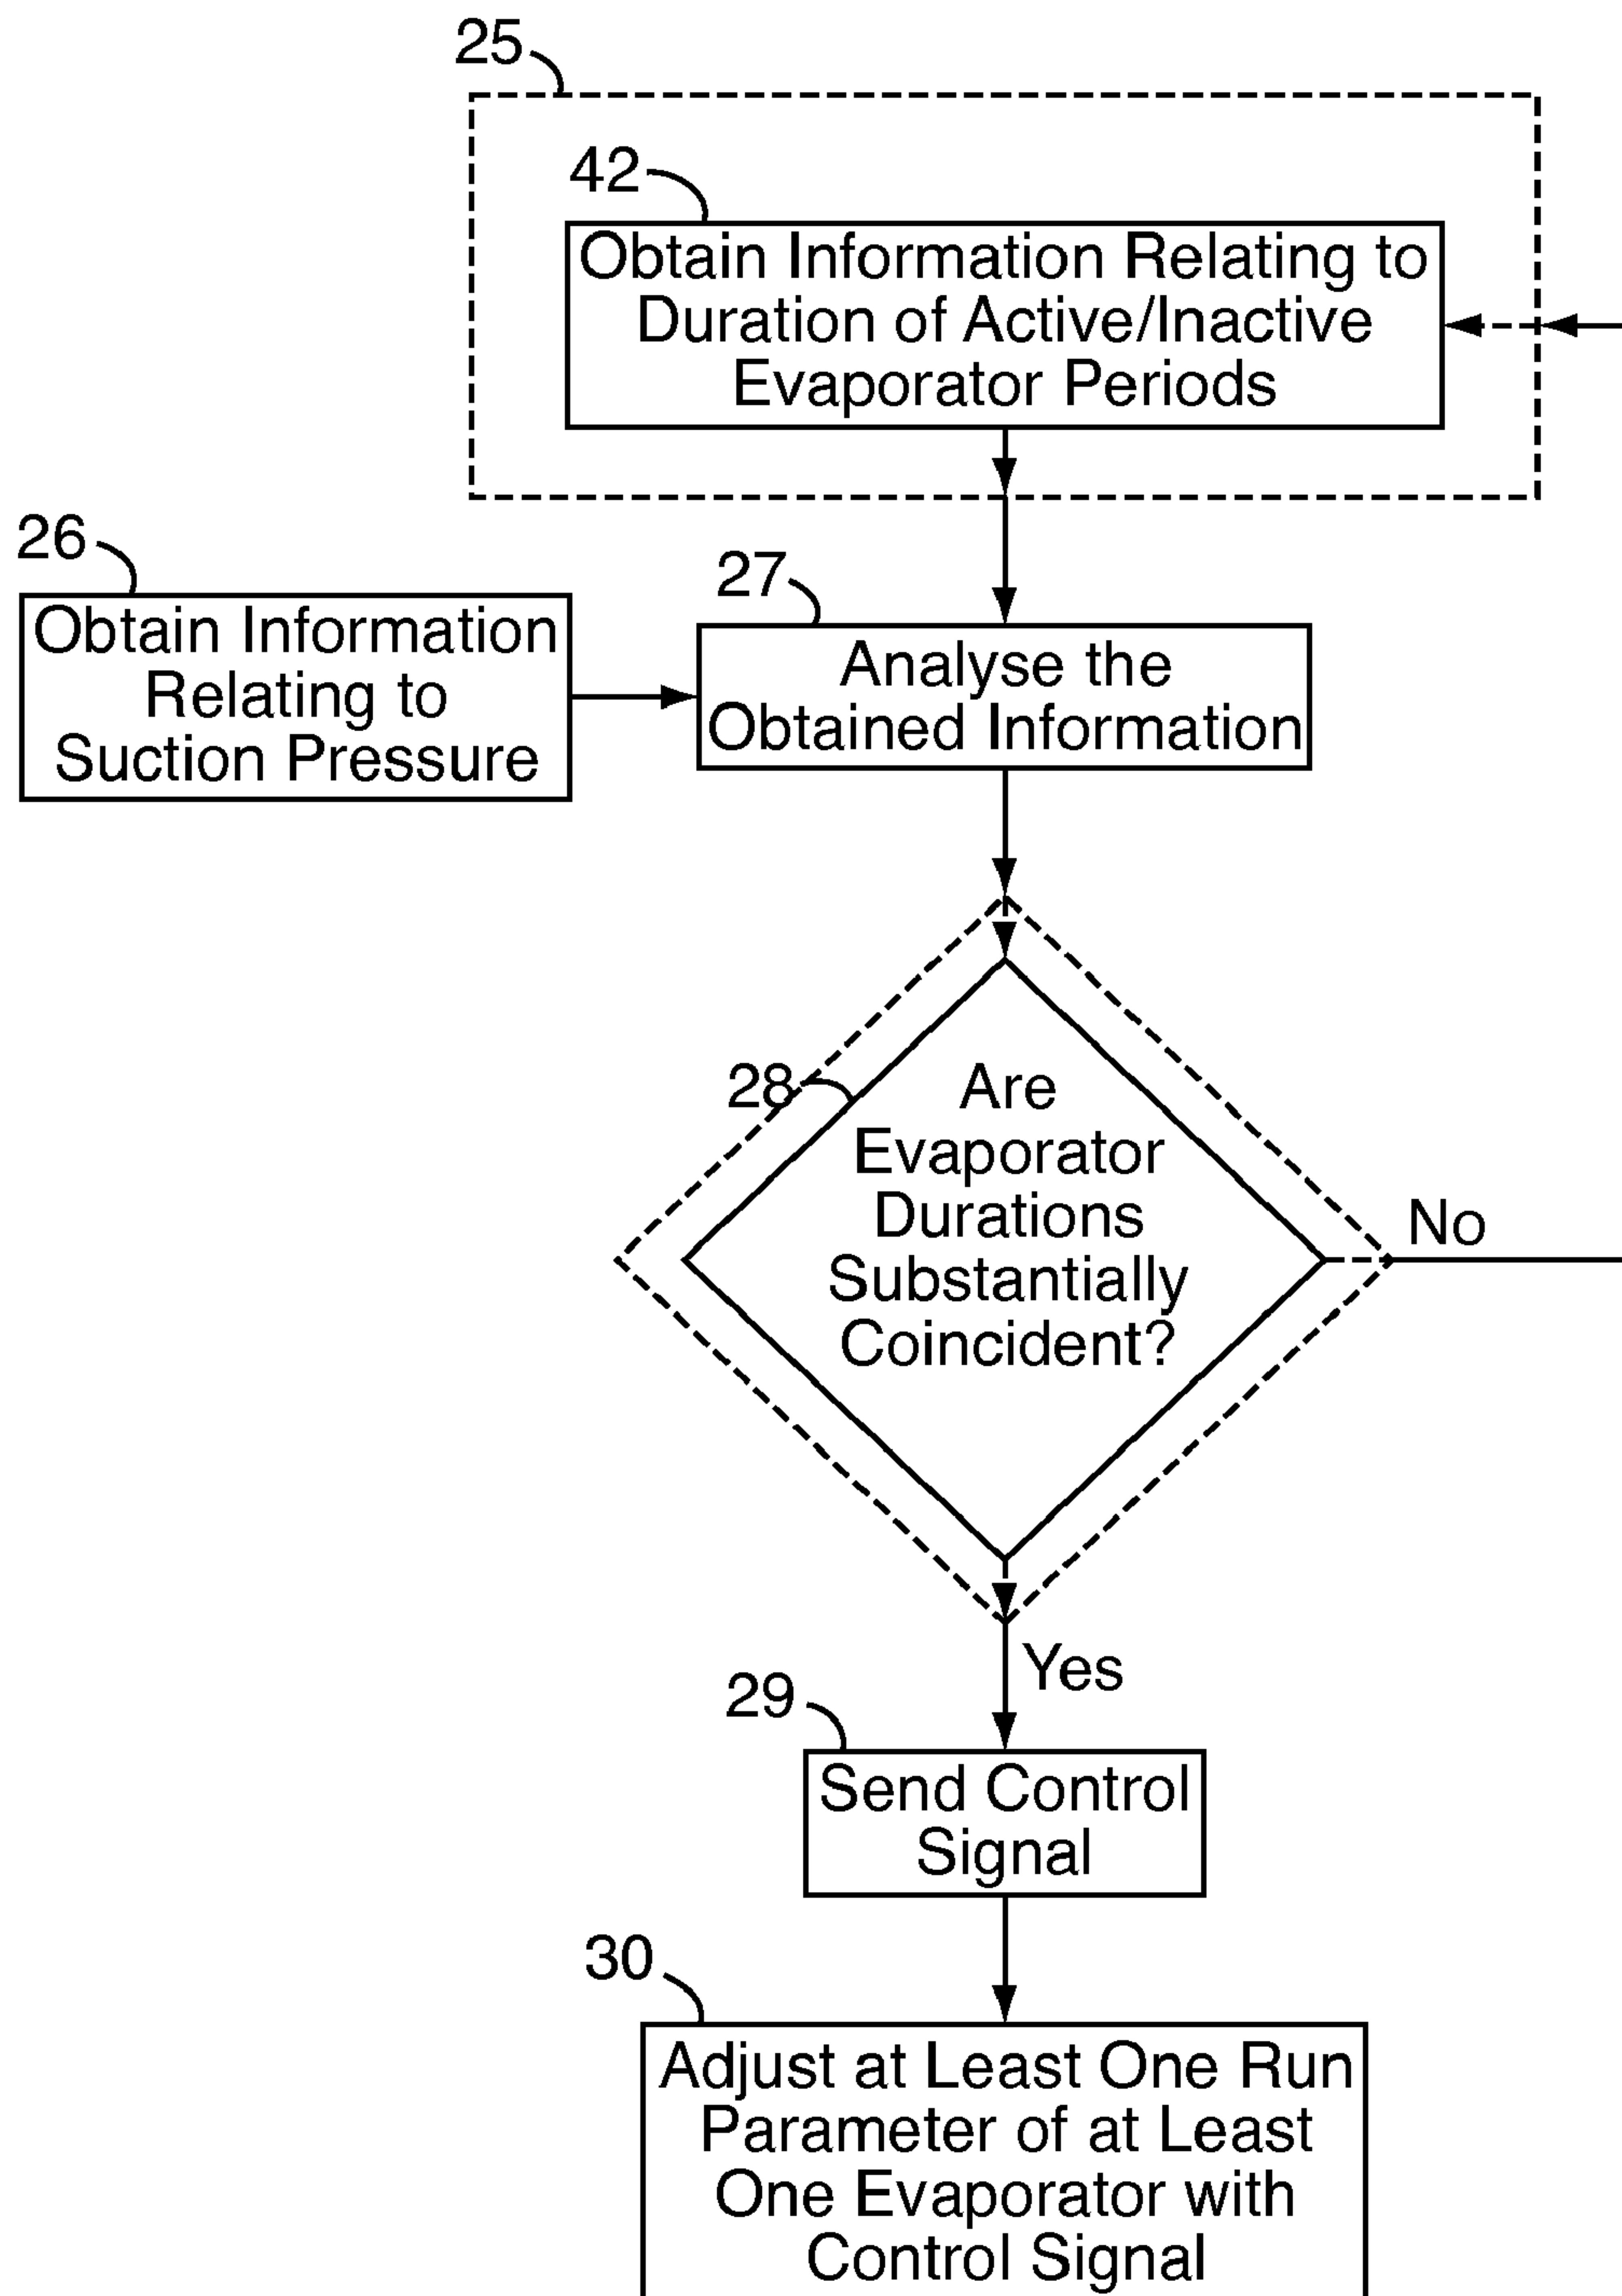 25
42
Obtain Information Relating to
Duration of Active/Inactive
Evaporator Periods
26
Obtain Information
Relating to
Suction Pressure
27
Analyse the
Obtained Information
28
Are
Evaporator
Durations
Substantially
Coincident?
No
Yes
29
Send Control
Signal
30
Adjust at Least One Run
Parameter of at Least
One Evaporator with
Control Signal